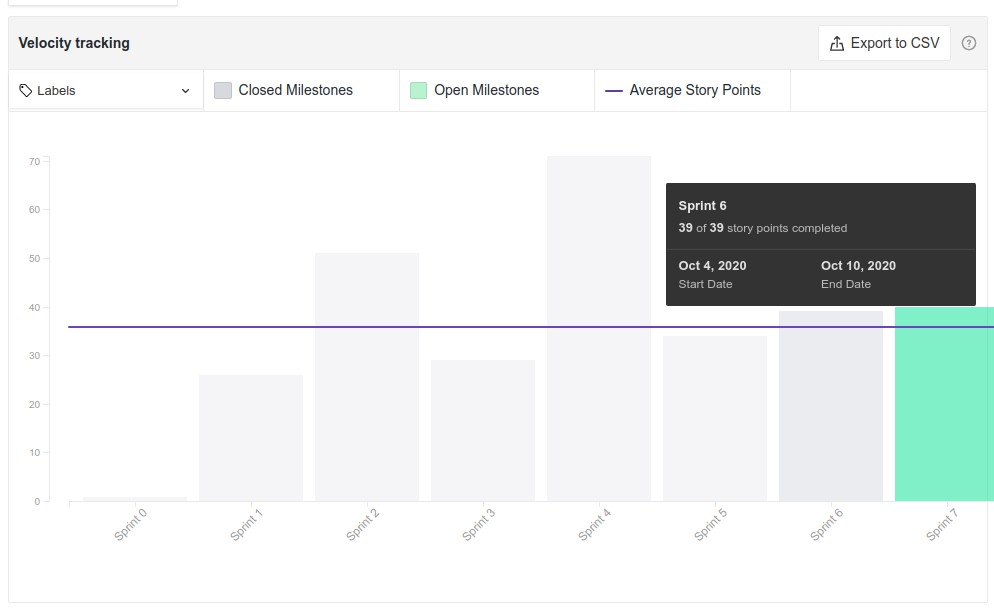 Velocity tracking
Export to CSV
?
Labels
Closed Milestones
Open Milestones
Average Story Points
70
60
50
40
30
20
10
0
Sprint 6
39 of 39 story points completed
Oct 4, 2020 Oct 10, 2020
Start Date End Date
Sprint 0
Sprint 1
Sprint 2
Sprint 3
Sprint 4
Sprint 5
Sprint 6
Sprint 7